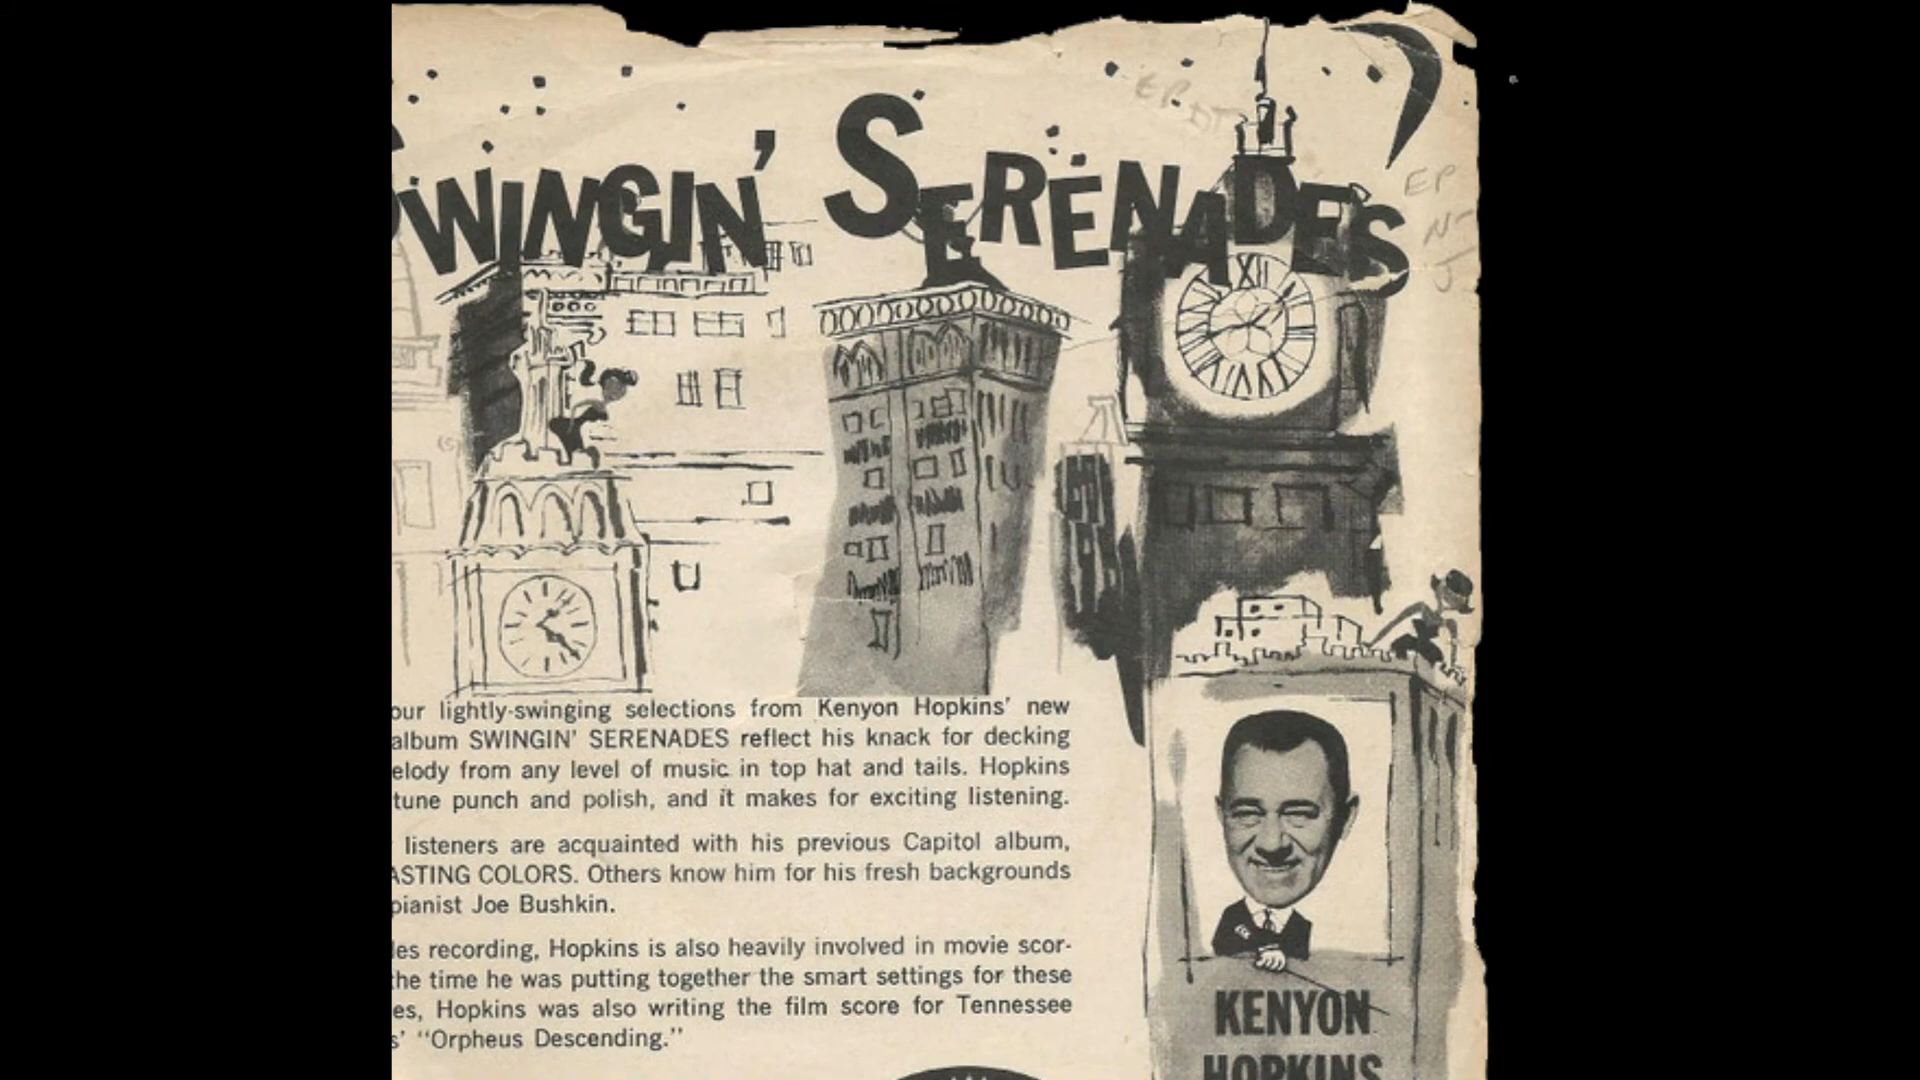 SWINGIN' SERENADES
EP
EP
N-
J
our lightly-swinging selections from Kenyon Hopkins' new
album SWINGIN' SERENADES reflect his knack for decking
elody from any level of music in top hat and tails. Hopkins
tune punch and polish, and it makes for exciting listening.
listeners are acquainted with his previous Capitol album,
ASTING COLORS. Others know him for his fresh backgrounds
pianist Joe Bushkin.
les recording, Hopkins is also heavily involved in movie scor-
the time he was putting together the smart settings for these
es, Hopkins was also writing the film score for Tennessee
s' "Orpheus Descending."
KENYON
HOPKINS